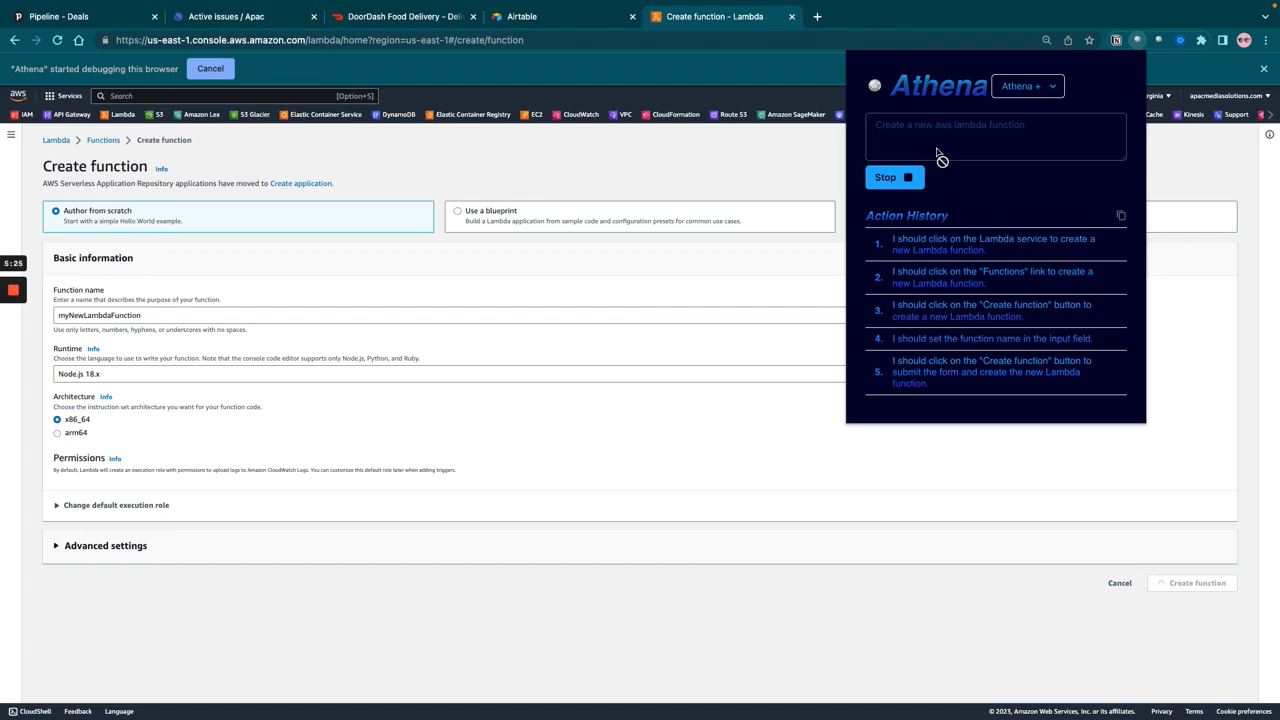 Pipeline - Deals
Active issues / Apac
DoorDash Food Delivery - Deli
Airtable
Create function - Lambda
https://us-east-1.console.aws.amazon.com/lambda/home?region=us-east-1#/create/function
"Athena" started debugging this browser
Cancel
aws
Services
Search
[Option+S]
apacmediasolutions.com
IAM
API Gateway
Lambda
S3
S3 Glacier
Amazon Lex
Elastic Container Service
DynamoDB
Elastic Container Registry
EC2
CloudWatch
CloudFormation
VPC
Route 53
Amazon SageMaker
Kinesis
Support
Lambda
Functions
Create function
Create function
Info
AWS Serverless Application Repository applications have moved to Create application.
Author from scratch
Start with a simple Hello World example.
Use a blueprint
Build a Lambda application from sample code and configuration presets for common use cases.
Basic information
5:25
Function name
Enter a name that describes the purpose of your function.
myNewLambdaFunction
Use only letters, numbers, hyphens, or underscores with no spaces.
Runtime Info
Choose the language to use to write your function. Note that the console code editor supports only Node.js, Python, and Ruby.
Node.js 18.x
Architecture Info
Choose the instruction set architecture you want for your function code.
x86_64
arm64
Permissions Info
By default, Lambda will create an execution role with permissions to upload logs to Amazon CloudWatch Logs. You can customize this default role later when adding triggers.
Change default execution role
Advanced settings
Cancel
Create function
Athena
Athena +
Create a new aws lambda function
Stop
Action History
1. I should click on the Lambda service to create a
new Lambda function.
2. I should click on the "Functions" link to create a
new Lambda function.
3. I should click on the "Create function" button to
create a new Lambda function.
4. I should set the function name in the input field.
5. I should click on the "Create function" button to
submit the form and create the new Lambda
function.
CloudShell
Feedback
Language
© 2023, Amazon Web Services, Inc. or its affiliates.
Privacy
Terms
Cookie preferences